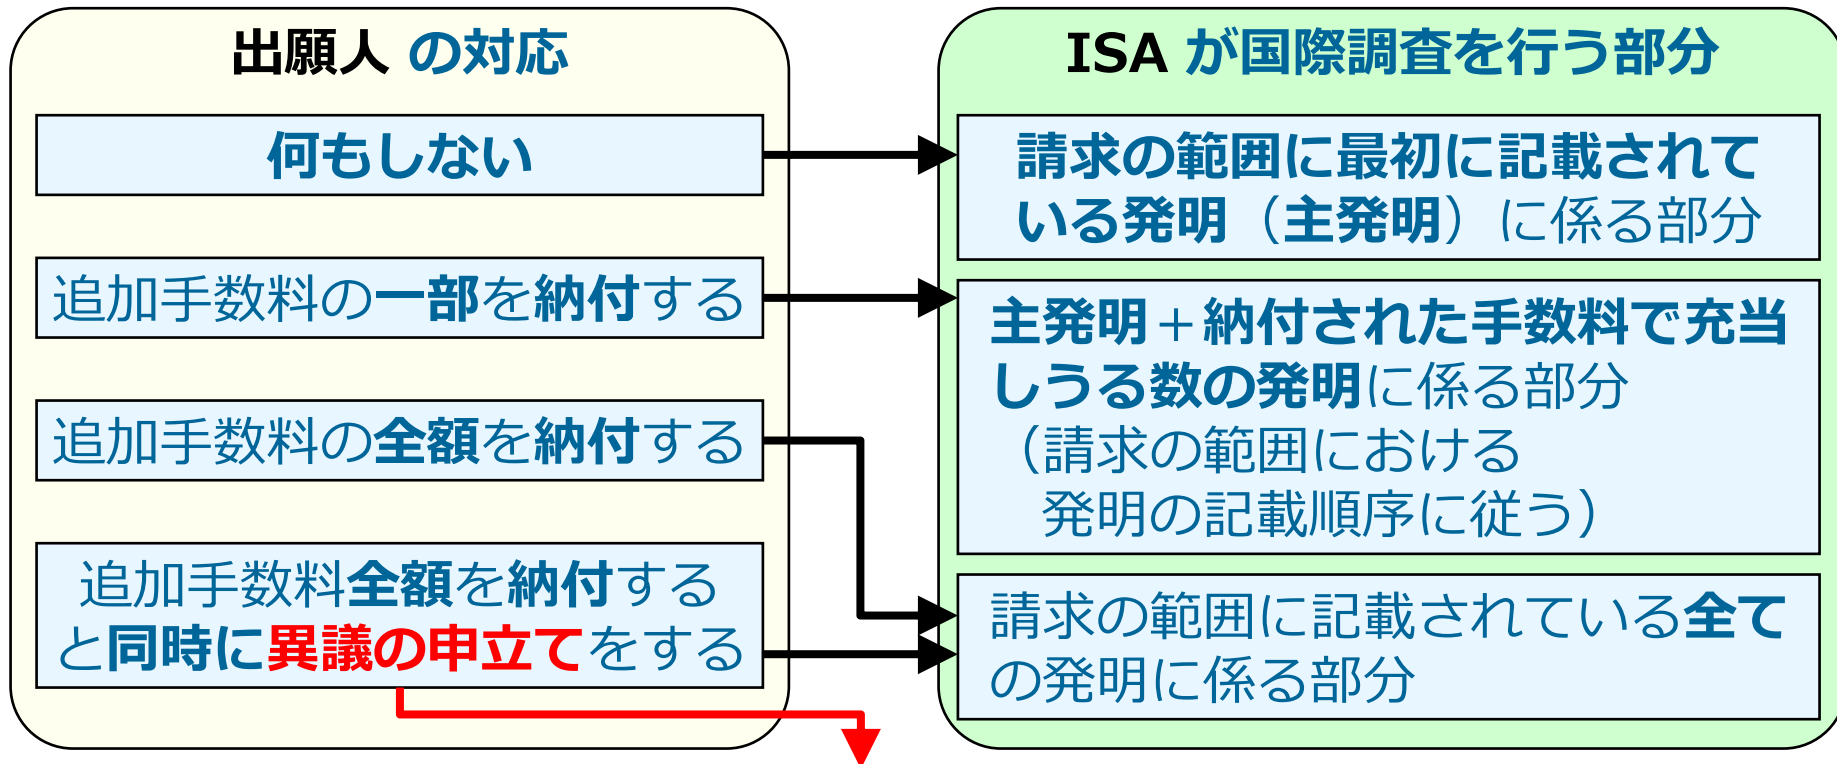 出願人 の対応
何もしない
追加手数料の一部を納付する
追加手数料の全額を納付する
追加手数料全額を納付する
と同時に異議の申立てをする
ISA が国際調査を行う部分
請求の範囲に最初に記載されて
いる発明（主発明）に係る部分
主発明＋納付された手数料で充当
しうる数の発明に係る部分
（請求の範囲における
発明の記載順序に従う）
請求の範囲に記載されている全て
の発明に係る部分